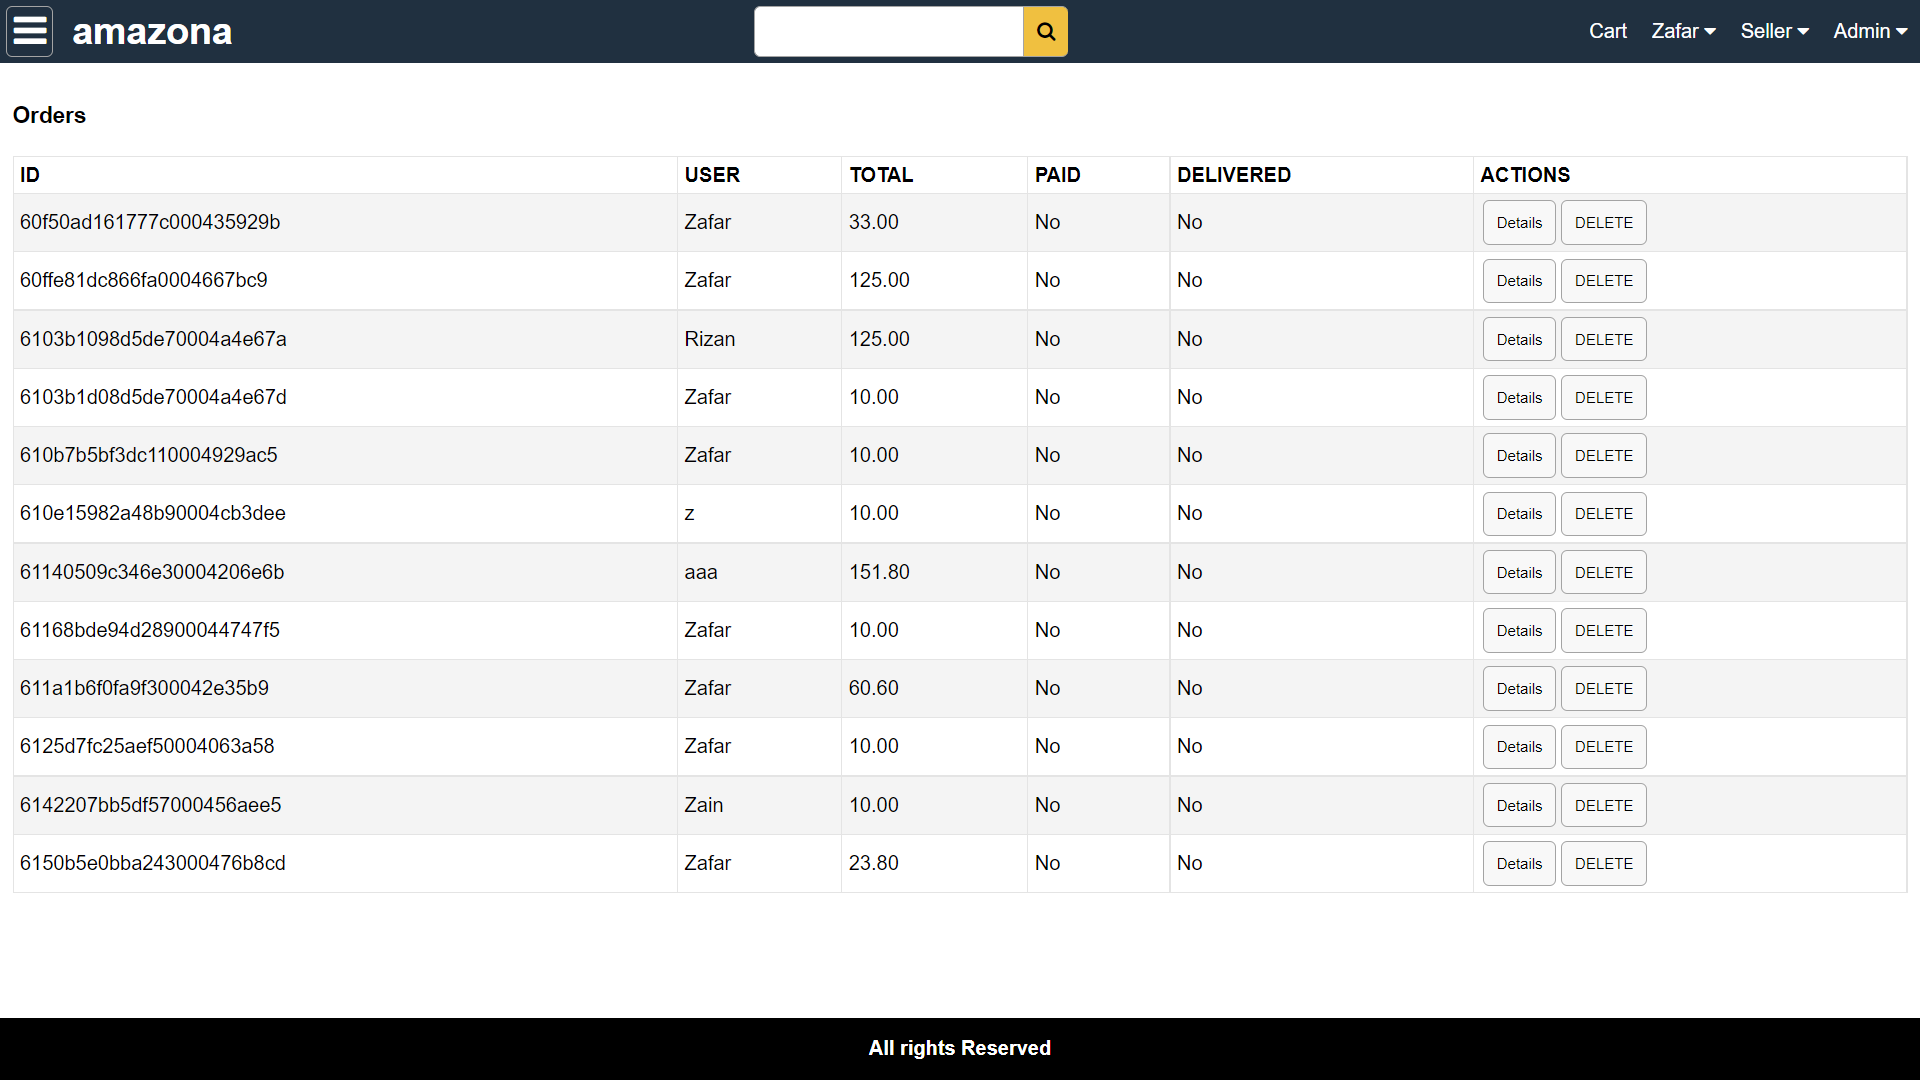 amazona Cart Zafar Seller Admin
Orders
ID USER TOTAL PAID DELIVERED ACTIONS
60f50ad161777c000435929b Zafar 33.00 No No Details DELETE
60ffe81dc866fa0004667bc9 Zafar 125.00 No No Details DELETE
6103b1098d5de70004a4e67a Rizan 125.00 No No Details DELETE
6103b1d08d5de70004a4e67d Zafar 10.00 No No Details DELETE
610b7b5bf3dc110004929ac5 Zafar 10.00 No No Details DELETE
610e15982a48b90004cb3dee z 10.00 No No Details DELETE
61140509c346e30004206e6b aaa 151.80 No No Details DELETE
61168bde94d28900044747f5 Zafar 10.00 No No Details DELETE
611a1b6f0fa9f300042e35b9 Zafar 60.60 No No Details DELETE
6125d7fc25aef50004063a58 Zafar 10.00 No No Details DELETE
6142207bb5df57000456aee5 Zain 10.00 No No Details DELETE
6150b5e0bba243000476b8cd Zafar 23.80 No No Details DELETE
All rights Reserved